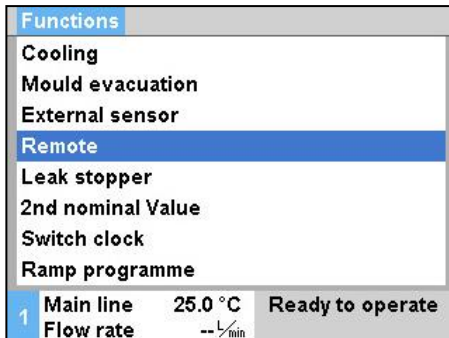 Functions
Cooling
Mould evacuation
External sensor
Remote
Leak stopper
2nd nominal Value
Switch clock
Ramp programme
1 Main line 25.0 °C Ready to operate
Flow rate -- L/min